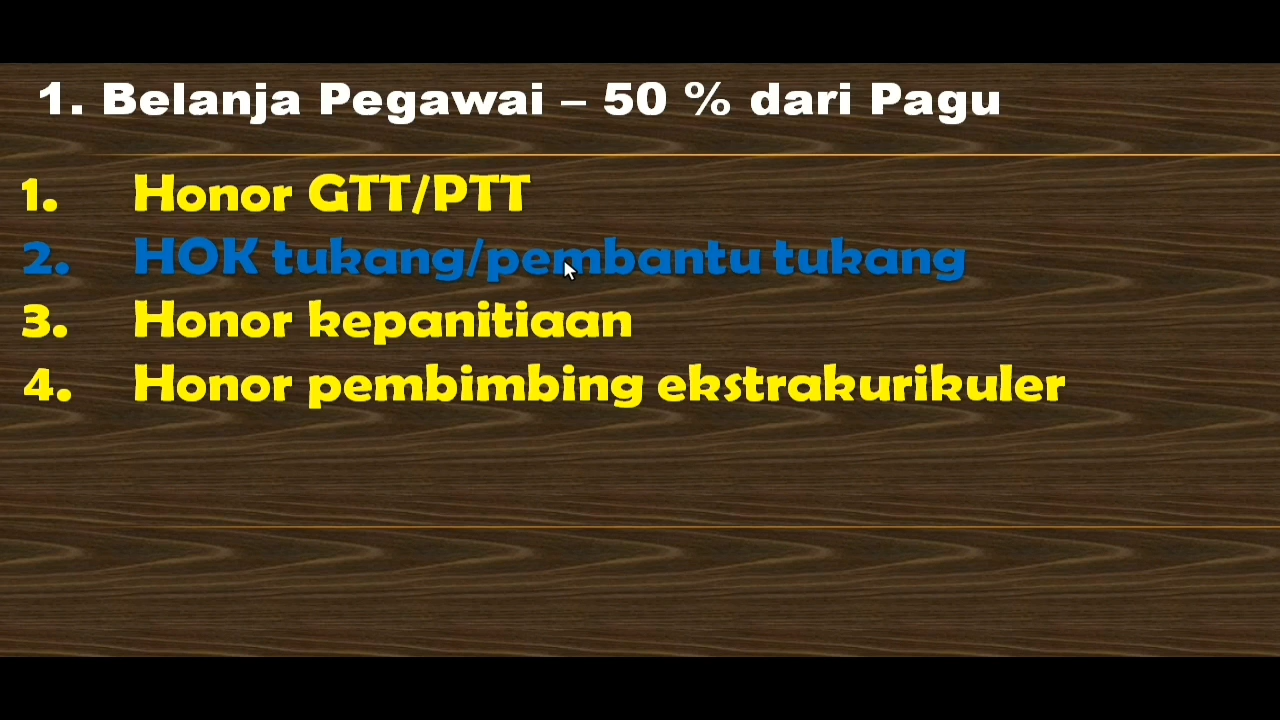 1. Belanja Pegawai – 50 % dari Pagu
1. Honor GTT/PTT
2. HOK tukang/pembantu tukang
3. Honor kepanitiaan
4. Honor pembimbing ekstrakurikuler